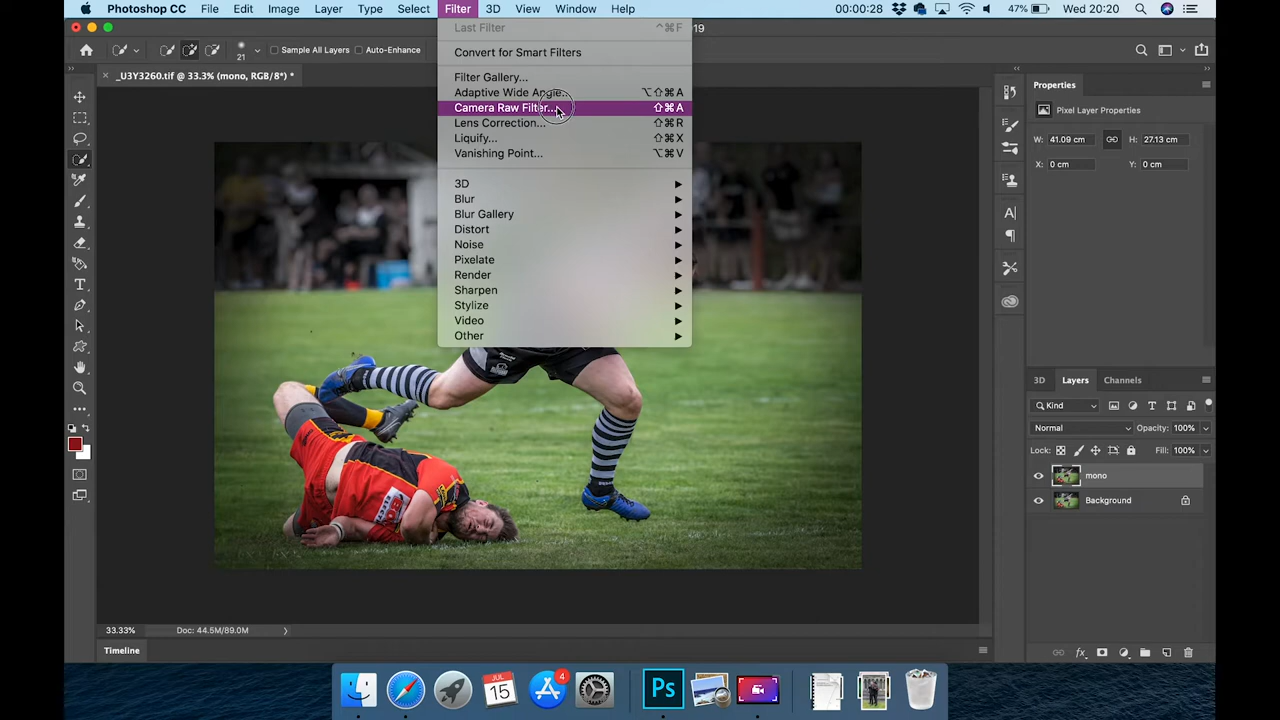 Photoshop CC File Edit Image Layer Type Select Filter 3D View Window Help 00:00:28 47% Wed 20:20
Last Filter ^⌘F
2019
21 Sample All Layers Auto-Enhance
Convert for Smart Filters
_U3Y3260.tif @ 33.3% (mono, RGB/8*) *
Filter Gallery...
Adaptive Wide Angle... ⌥⇧⌘A
Camera Raw Filter... ⇧⌘A
Lens Correction... ⇧⌘R
Liquify... ⇧⌘X
Vanishing Point... ⌥⌘V
3D
Blur
Blur Gallery
Distort
Noise
Pixelate
Render
Sharpen
Stylize
Video
Other
Properties
Pixel Layer Properties
W: 41.09 cm H: 27.13 cm
X: 0 cm Y: 0 cm
3D Layers Channels
Kind
Normal Opacity: 100%
Lock: Fill: 100%
mono
Background
33.33% Doc: 44.5M/89.0M
Timeline
JUL
15
4
Ps